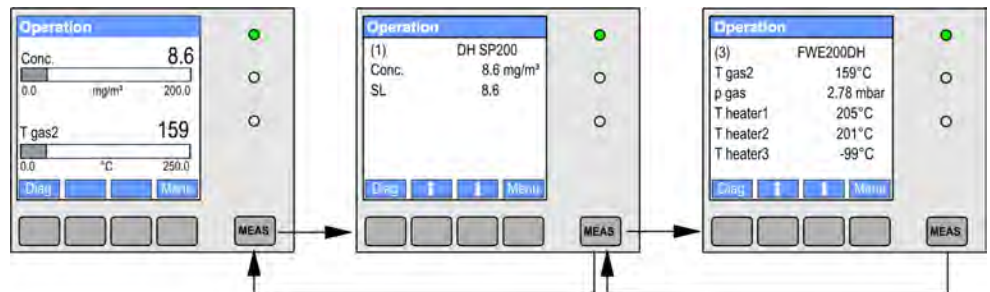 Operation
Conc. 8.6
0.0 mg/m³ 200.0
T gas2 159
0.0 °C 250.0
Diag Menu
MEAS
Operation
(1) DH SP200
Conc. 8.6 mg/m³
SL 8.6
Diag Menu
MEAS
Operation
(3) FWE200DH
T gas2 159°C
p gas 2.78 mbar
T heater1 205°C
T heater2 201°C
T heater3 -99°C
Diag Menu
MEAS